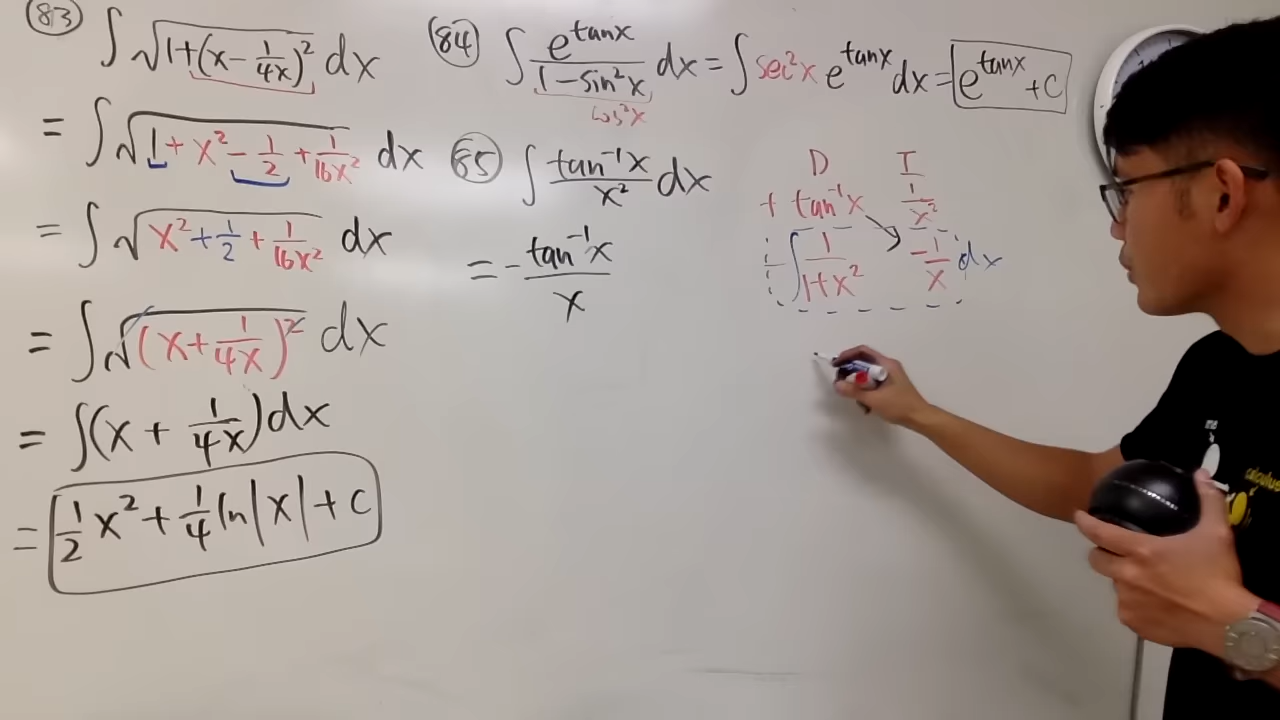 (83) ∫ √(1+(x-1/4x)²) dx
= ∫ √(1+x²-1/2+1/16x²) dx
= ∫ √(x²+1/2+1/16x²) dx
= ∫ √((x+1/4x)²) dx
= ∫(x+1/4x)dx
= 1/2 x²+1/4 ln|x|+C
(84) ∫ e^tanx/(1-sin²x) dx = ∫ sec²x e^tanx dx = e^tanx +C
cos²x
(85) ∫ tan⁻¹x/x² dx
= - tan⁻¹x/x
D I
+ tan⁻¹x 1/x²
- ∫ 1/(1+x²) -1/x dx
me
calculus